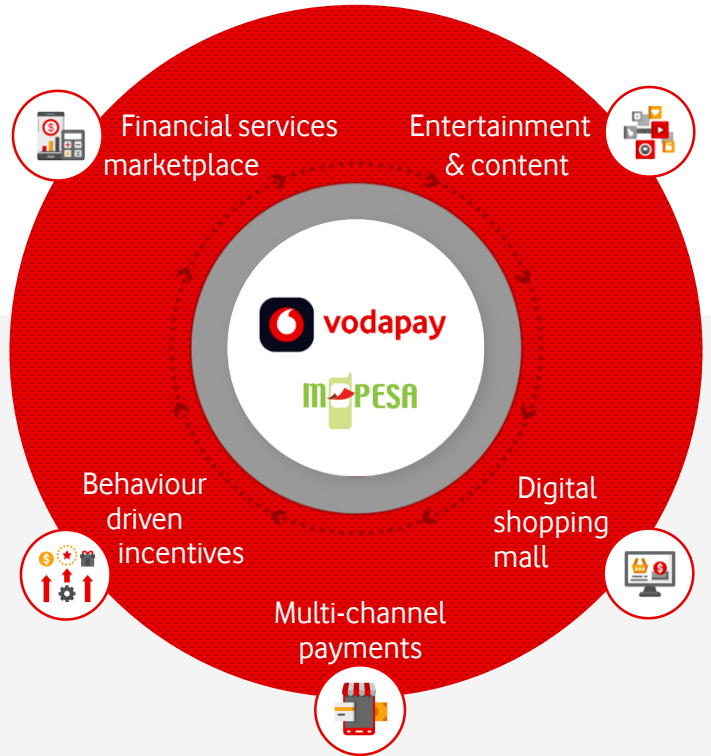 Financial services
marketplace
Entertainment
& content
vodapay
m-pesa
Behaviour
driven
incentives
Digital
shopping
mall
Multi-channel
payments